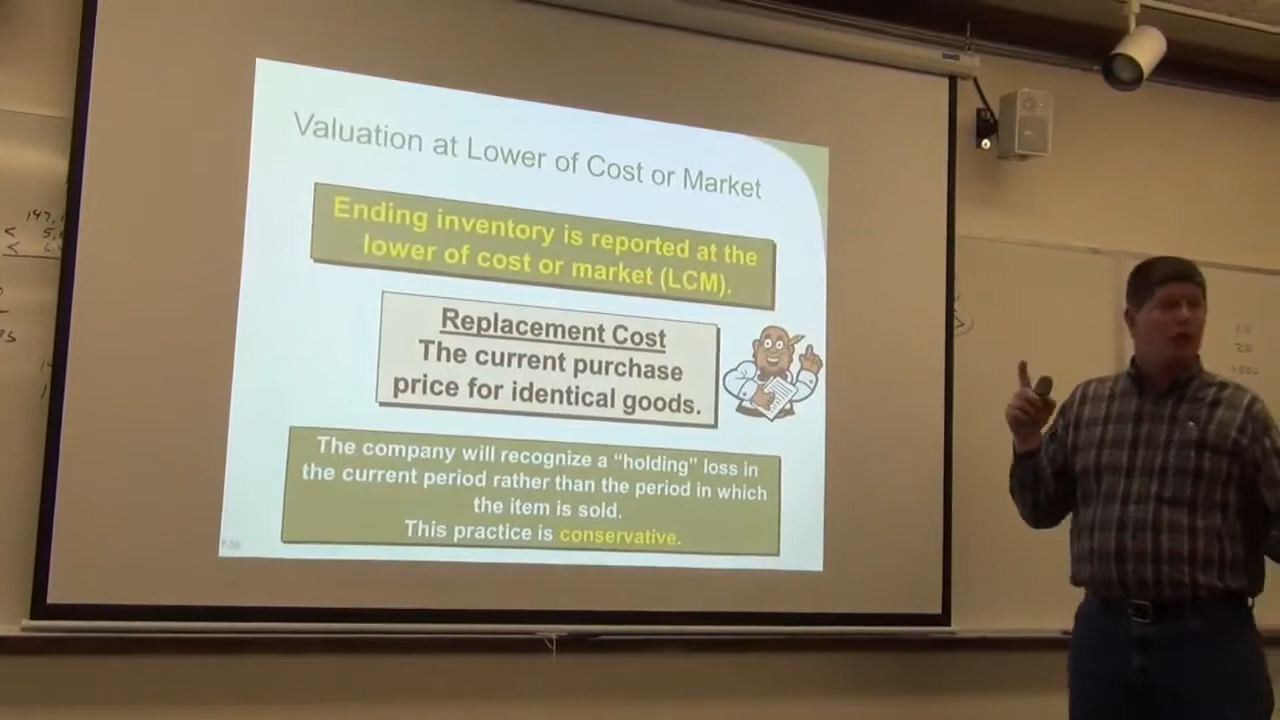 Valuation at Lower of Cost or Market
Ending inventory is reported at the
lower of cost or market (LCM).
Replacement Cost
The current purchase
price for identical goods.
The company will recognize a “holding” loss in
the current period rather than the period in which
the item is sold.
This practice is conservative.